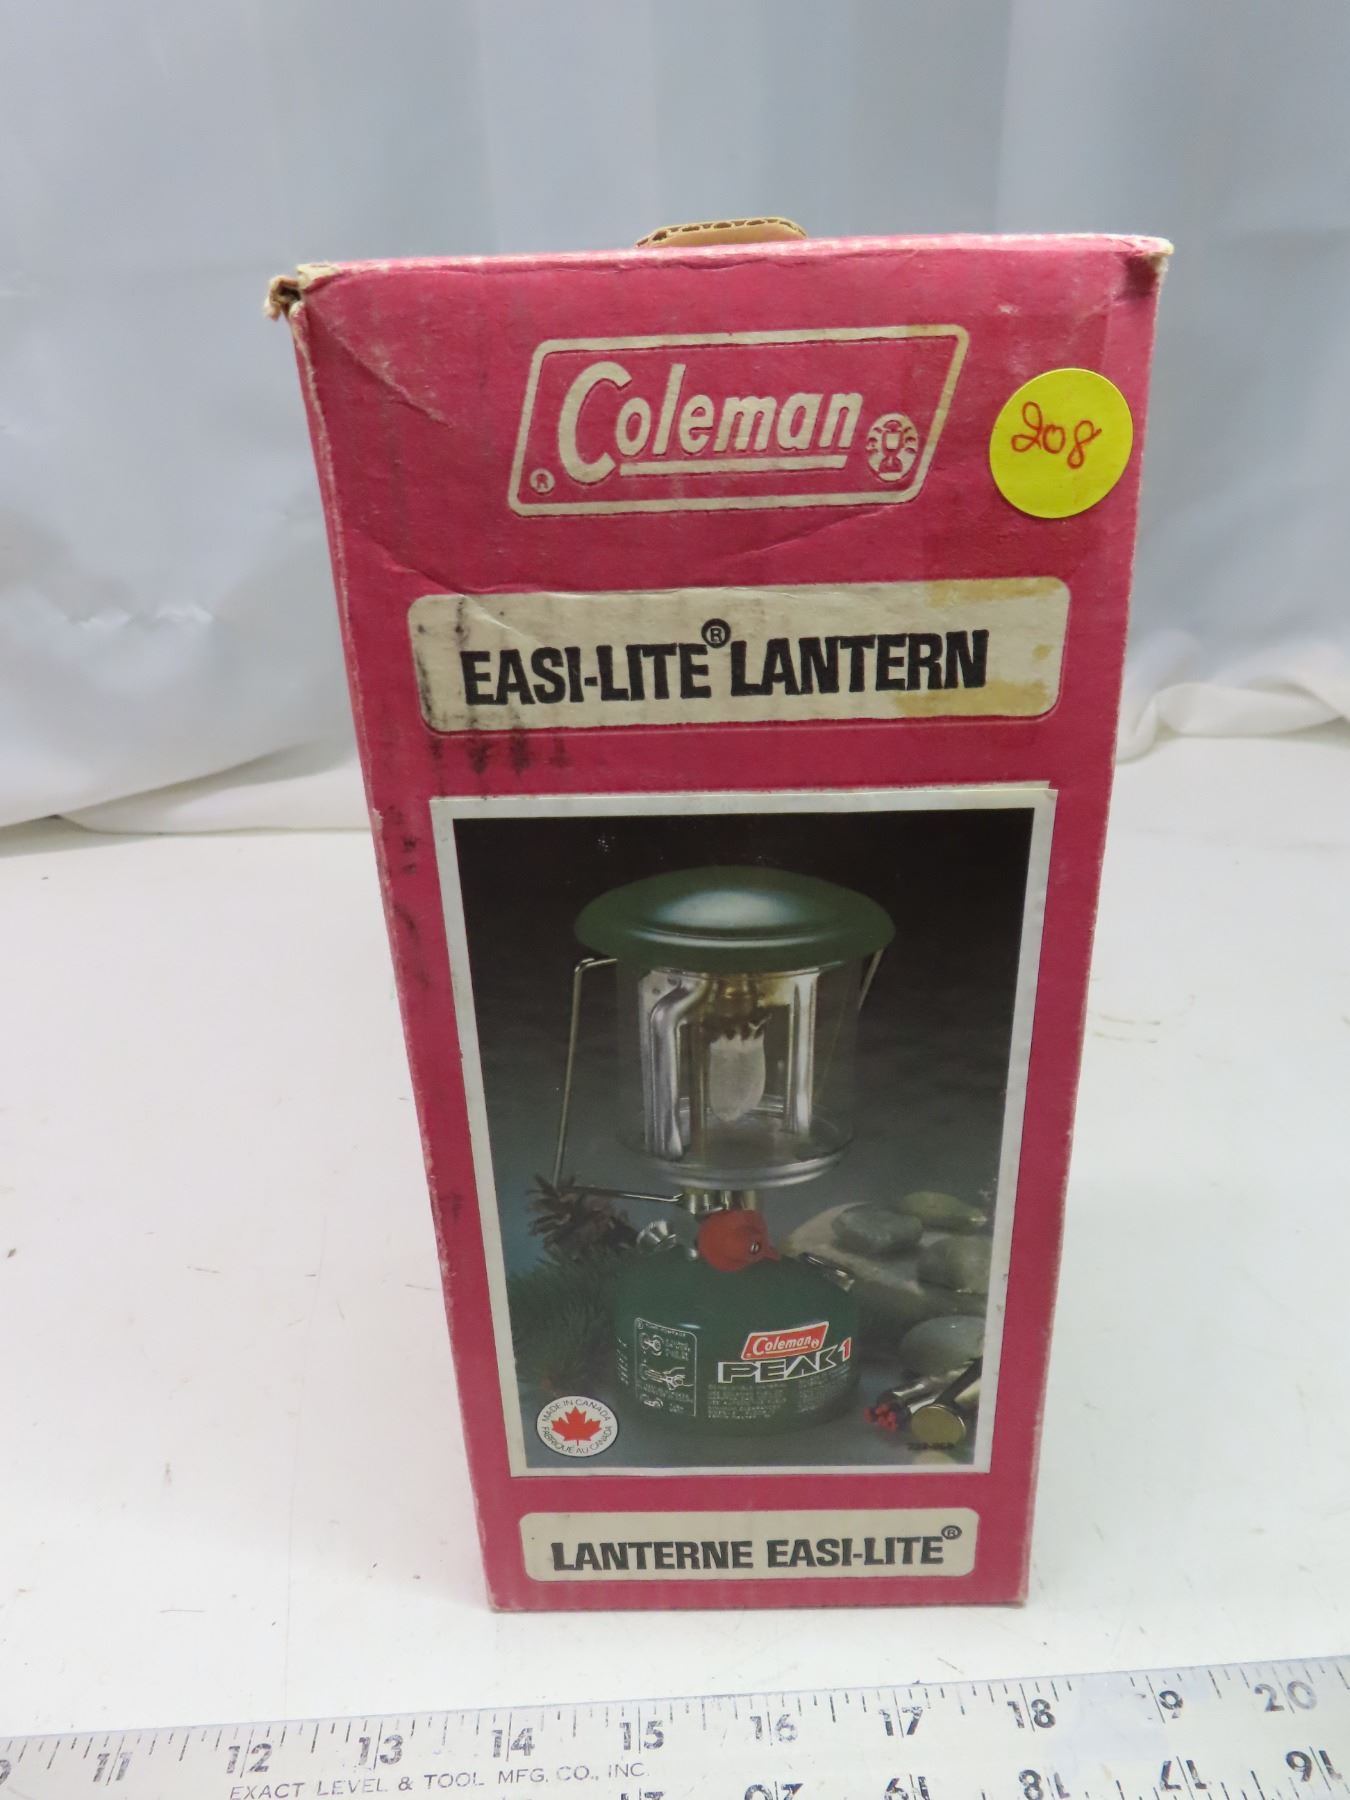 Coleman
®
208
EASI-LITE® LANTERN
Coleman
PEAK 1
MADE IN CANADA
FABRIQUÉ AU CANADA
LANTERNE EASI-LITE®
11 12 13 14 15 16 17 18 19 20
EXACT LEVEL & TOOL MFG. CO., INC.